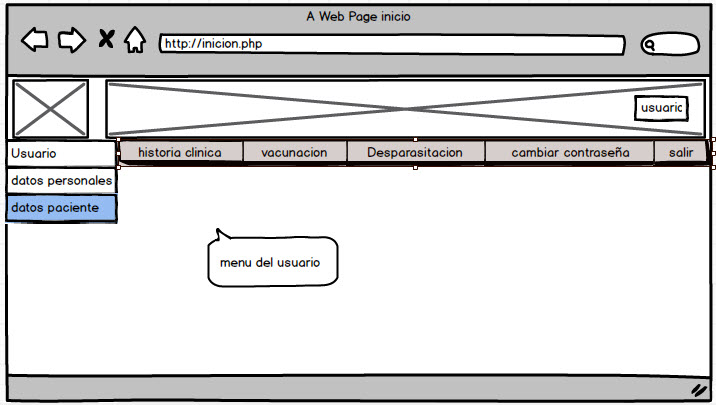 A Web Page inicio
http://inicion.php
usuaric
Usuario
historia clinica
vacunacion
Desparasitacion
cambiar contraseña
salir
datos personales
datos paciente
menu del usuario